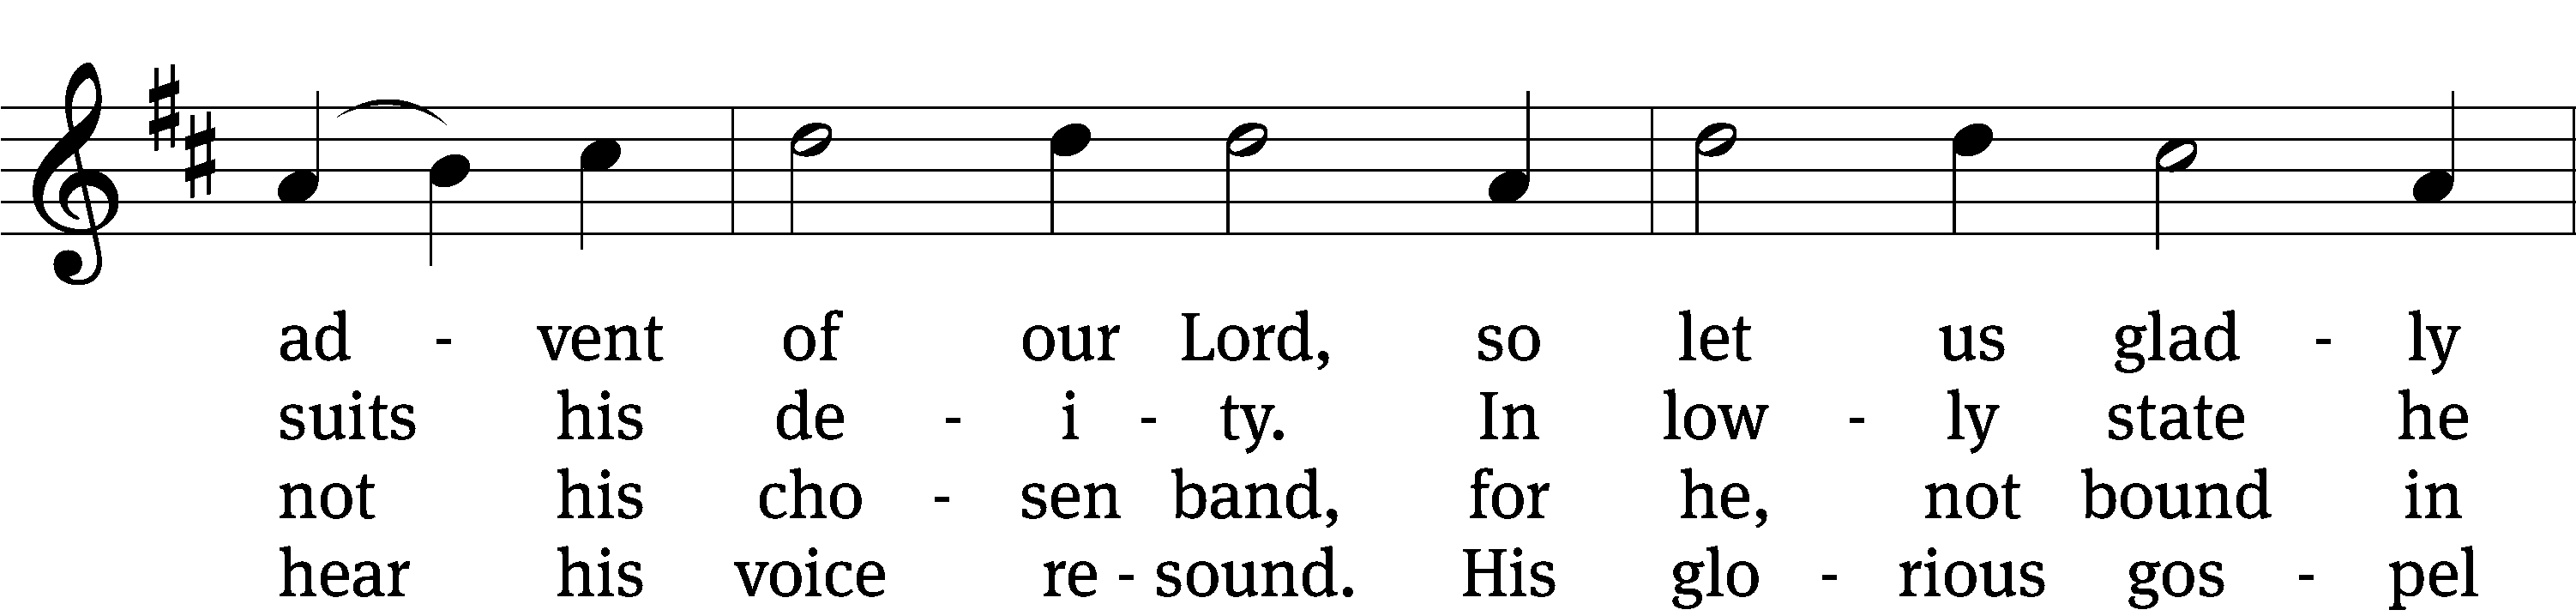 ad - vent of our Lord, so let us glad - ly
suits his de - i - ty. In low - ly state he
not his cho - sen band, for he, not bound in
hear his voice re - sound. His glo - rious gos - pel